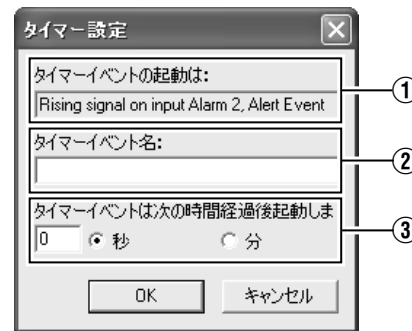 タイマー設定
タイマーイベントの起動は:
Rising signal on input Alarm 2, Alert Event
①
タイマーイベント名:
②
タイマーイベントは次の時間経過後起動しま
③
0 秒 分
OK キャンセル